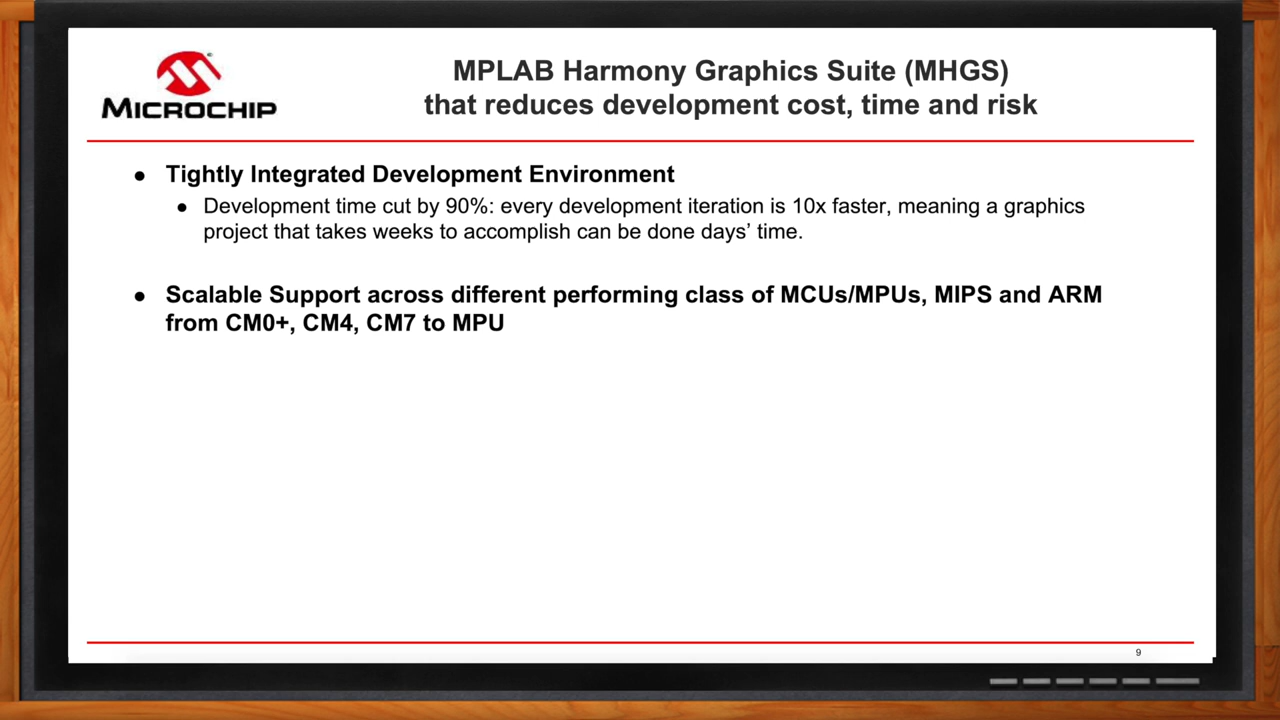 MICROCHIP
MPLAB Harmony Graphics Suite (MHGS)
that reduces development cost, time and risk
● Tightly Integrated Development Environment
● Development time cut by 90%: every development iteration is 10x faster, meaning a graphics
project that takes weeks to accomplish can be done days’ time.
● Scalable Support across different performing class of MCUs/MPUs, MIPS and ARM
from CM0+, CM4, CM7 to MPU
9